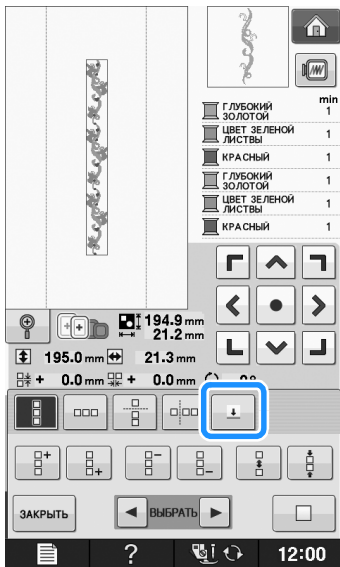 min
ГЛУБОКИЙ
ЗОЛОТОЙ
1
ЦВЕТ ЗЕЛЕНОЙ
ЛИСТВЫ
1
КРАСНЫЙ
1
ГЛУБОКИЙ
ЗОЛОТОЙ
1
ЦВЕТ ЗЕЛЕНОЙ
ЛИСТВЫ
1
КРАСНЫЙ
1
194.9 mm
21.2 mm
195.0 mm 21.3 mm
+ 0.0 mm + 0.0 mm
ЗАКРЫТЬ
ВЫБРАТЬ
? 12:00